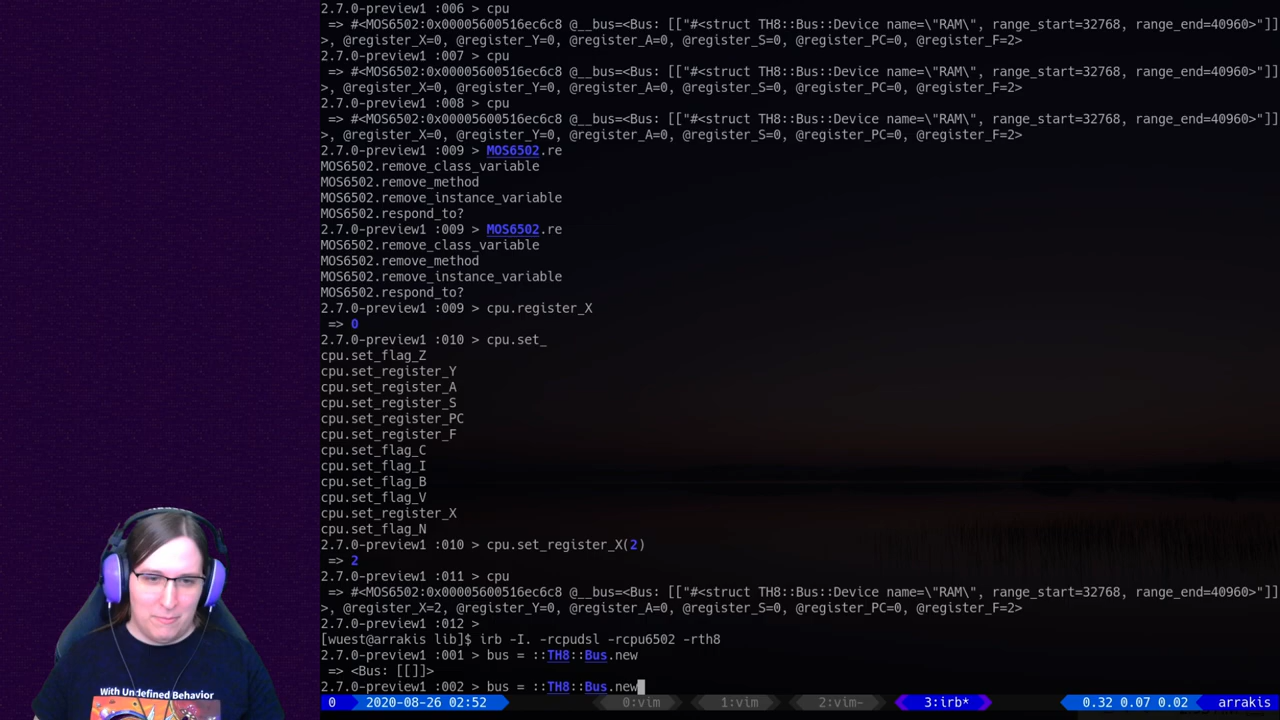 2.7.0-preview1 :006 > cpu
 => #<MOS6502:0x00005600516ec6c8 @__bus=<Bus: [["#<struct TH8::Bus::Device name=\"RAM\", range_start=32768, range_end=40960>"]]
>, @register_X=0, @register_Y=0, @register_A=0, @register_S=0, @register_PC=0, @register_F=2>
2.7.0-preview1 :007 > cpu
 => #<MOS6502:0x00005600516ec6c8 @__bus=<Bus: [["#<struct TH8::Bus::Device name=\"RAM\", range_start=32768, range_end=40960>"]]
>, @register_X=0, @register_Y=0, @register_A=0, @register_S=0, @register_PC=0, @register_F=2>
2.7.0-preview1 :008 > cpu
 => #<MOS6502:0x00005600516ec6c8 @__bus=<Bus: [["#<struct TH8::Bus::Device name=\"RAM\", range_start=32768, range_end=40960>"]]
>, @register_X=0, @register_Y=0, @register_A=0, @register_S=0, @register_PC=0, @register_F=2>
2.7.0-preview1 :009 > MOS6502.re
MOS6502.remove_class_variable
MOS6502.remove_method
MOS6502.remove_instance_variable
MOS6502.respond_to?
2.7.0-preview1 :009 > MOS6502.re
MOS6502.remove_class_variable
MOS6502.remove_method
MOS6502.remove_instance_variable
MOS6502.respond_to?
2.7.0-preview1 :009 > cpu.register_X
 => 0
2.7.0-preview1 :010 > cpu.set_
cpu.set_flag_Z
cpu.set_register_Y
cpu.set_register_A
cpu.set_register_S
cpu.set_register_PC
cpu.set_register_F
cpu.set_flag_C
cpu.set_flag_I
cpu.set_flag_B
cpu.set_flag_V
cpu.set_register_X
cpu.set_flag_N
2.7.0-preview1 :010 > cpu.set_register_X(2)
 => 2
2.7.0-preview1 :011 > cpu
 => #<MOS6502:0x00005600516ec6c8 @__bus=<Bus: [["#<struct TH8::Bus::Device name=\"RAM\", range_start=32768, range_end=40960>"]]
>, @register_X=2, @register_Y=0, @register_A=0, @register_S=0, @register_PC=0, @register_F=2>
2.7.0-preview1 :012 >
[wuest@arrakis lib]$ irb -I. -rcpudsl -rcpu6502 -rth8
2.7.0-preview1 :001 > bus = ::TH8::Bus.new
 => <Bus: [[]]>
2.7.0-preview1 :002 > bus = ::TH8::Bus.new
With Undefined Behavior
0 2020-08-26 02:52 0:vim 1:vim 2:vim- 3:irb* 0.32 0.07 0.02 arrakis